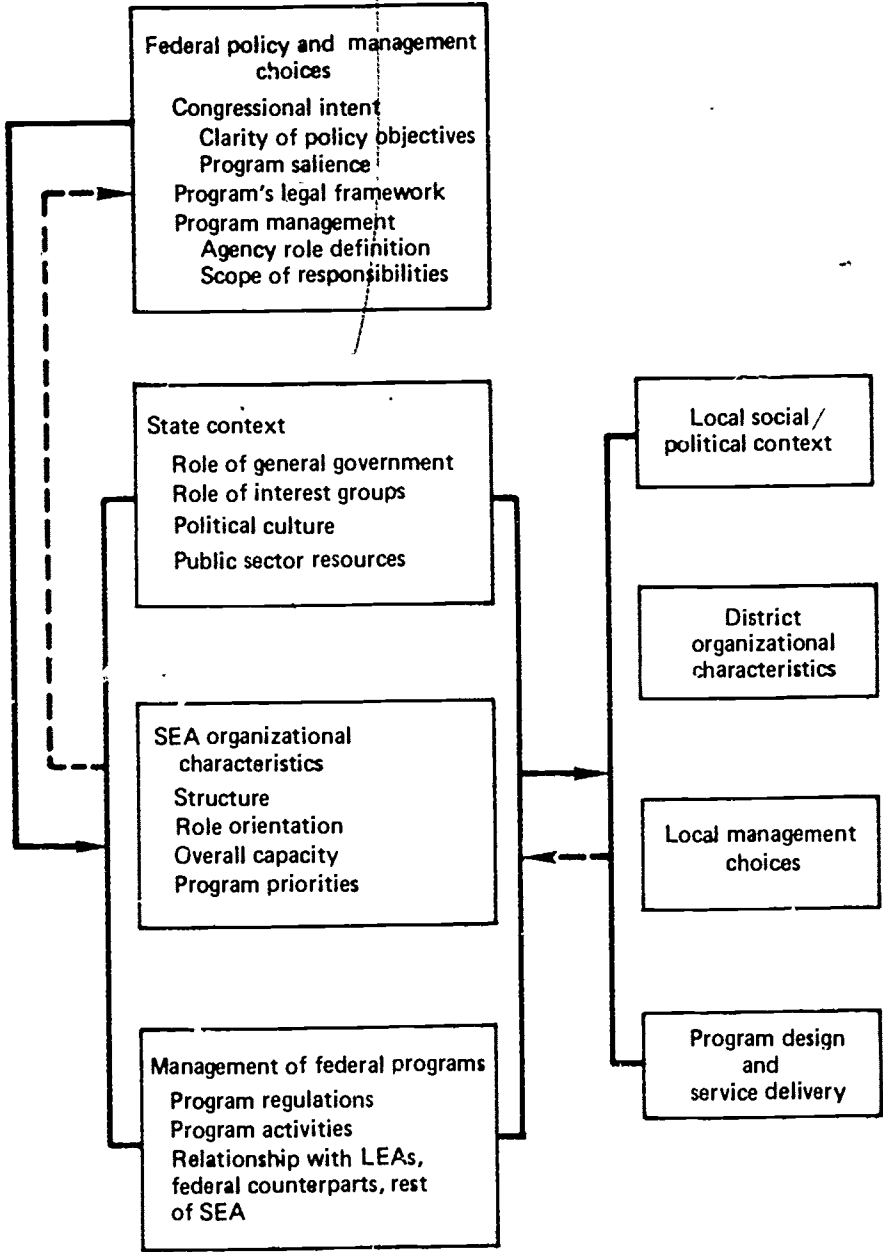 Federal policy and management
choices
Congressional intent
Clarity of policy objectives
Program salience
Program's legal framework
Program management
Agency role definition
Scope of responsibilities
State context
Role of general government
Role of interest groups
Political culture
Public sector resources
SEA organizational
characteristics
Structure
Role orientation
Overall capacity
Program priorities
Management of federal programs
Program regulations
Program activities
Relationship with LEAs,
federal counterparts, rest
of SEA
Local social/
political context
District
organizational
characteristics
Local management
choices
Program design
and
service delivery